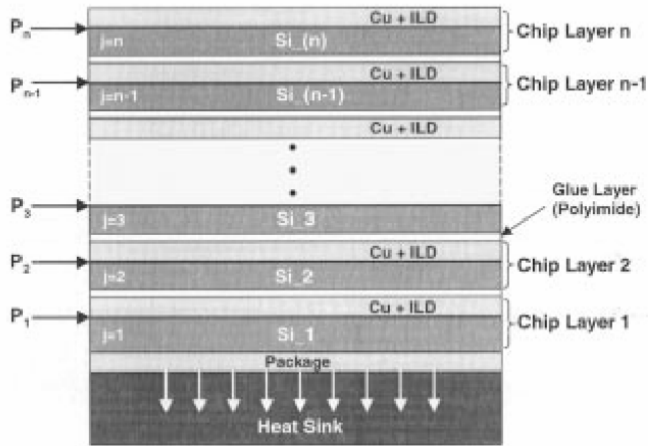 Cu + ILD
Pn
j=n
Si_(n)
Chip Layer n
Cu + ILD
Pn-1
j=n-1
Si_(n-1)
Chip Layer n-1
Cu + ILD
P3
j=3
Si_3
Glue Layer
(Polyimide)
Cu + ILD
P2
j=2
Si_2
Chip Layer 2
Cu + ILD
P1
j=1
Si_1
Chip Layer 1
Package
Heat Sink